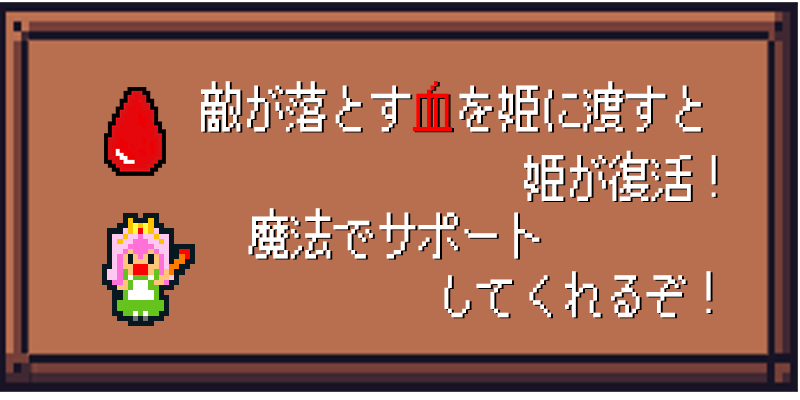 敵が落とす血を姫に渡すと
姫が復活！
魔法でサポート
してくれるぞ！